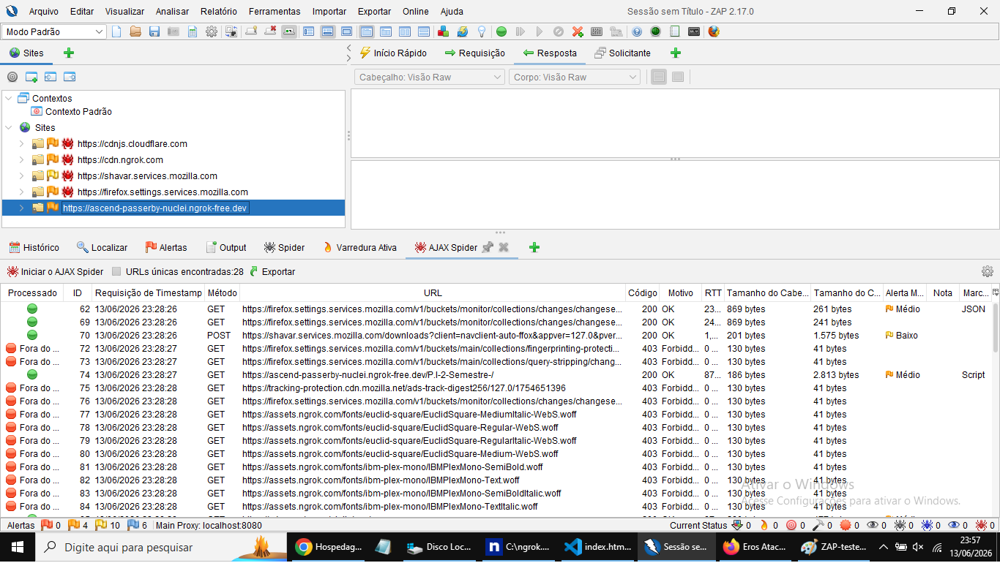 Arquivo Editar Visualizar Analisar Relatório Ferramentas Importar Exportar Online Ajuda Sessão sem Título - ZAP 2.17.0
Modo Padrão
Sites
Início Rápido Requisição Resposta Solicitante
Cabeçalho: Visão Raw Corpo: Visão Raw
Contextos
Contexto Padrão
Sites
https://cdnjs.cloudflare.com
https://cdn.ngrok.com
https://shavar.services.mozilla.com
https://firefox.settings.services.mozilla.com
https://ascend-passerby-nuclei.ngrok-free.dev
Histórico Localizar Alertas Output Spider Varredura Ativa AJAX Spider
Iniciar o AJAX Spider URLs únicas encontradas:28 Exportar
Processado ID Requisição de Timestamp Método URL Código Motivo RTT Tamanho do Cabe... Tamanho do C... Alerta M... Nota Marc...
62 13/06/2026 23:28:26 GET https://firefox.settings.services.mozilla.com/v1/buckets/monitor/collections/changes/changese... 200 OK 23... 869 bytes 261 bytes Médio JSON
69 13/06/2026 23:28:26 GET https://firefox.settings.services.mozilla.com/v1/buckets/monitor/collections/changes/changese... 200 OK 24... 869 bytes 241 bytes
70 13/06/2026 23:28:26 POST https://shavar.services.mozilla.com/downloads?client=navclient-auto-ffox&appver=127.0&pver... 200 OK 1,... 201 bytes 1.575 bytes Baixo
Fora do ... 72 13/06/2026 23:28:27 GET https://firefox.settings.services.mozilla.com/v1/buckets/main/collections/fingerprinting-protecti... 403 Forbidd... 0 ... 130 bytes 41 bytes
Fora do ... 73 13/06/2026 23:28:27 GET https://firefox.settings.services.mozilla.com/v1/buckets/main/collections/query-stripping/chang... 403 Forbidd... 0 ... 130 bytes 41 bytes
74 13/06/2026 23:28:27 GET https://ascend-passerby-nuclei.ngrok-free.dev/P.I-2-Semestre-/ 200 OK 87... 186 bytes 2.813 bytes Médio Script
Fora do ... 75 13/06/2026 23:28:28 GET https://tracking-protection.cdn.mozilla.net/ads-track-digest256/127.0/1754651396 403 Forbidd... 0 ... 130 bytes 41 bytes
Fora do ... 76 13/06/2026 23:28:28 GET https://firefox.settings.services.mozilla.com/v1/buckets/monitor/collections/changes/changese... 403 Forbidd... 0 ... 130 bytes 41 bytes
Fora do ... 77 13/06/2026 23:28:28 GET https://assets.ngrok.com/fonts/euclid-square/EuclidSquare-MediumItalic-WebS.woff 403 Forbidd... 0 ... 130 bytes 41 bytes
Fora do ... 78 13/06/2026 23:28:28 GET https://assets.ngrok.com/fonts/euclid-square/EuclidSquare-Regular-WebS.woff 403 Forbidd... 0 ... 130 bytes 41 bytes
Fora do ... 79 13/06/2026 23:28:28 GET https://assets.ngrok.com/fonts/euclid-square/EuclidSquare-RegularItalic-WebS.woff 403 Forbidd... 0 ... 130 bytes 41 bytes
Fora do ... 80 13/06/2026 23:28:28 GET https://assets.ngrok.com/fonts/euclid-square/EuclidSquare-Medium-WebS.woff 403 Forbidd... 0 ... 130 bytes 41 bytes
Fora do ... 81 13/06/2026 23:28:28 GET https://assets.ngrok.com/fonts/ibm-plex-mono/IBMPlexMono-SemiBold.woff 403 Forbidd... 0 ... 130 bytes 41 bytes
Fora do ... 82 13/06/2026 23:28:28 GET https://assets.ngrok.com/fonts/ibm-plex-mono/IBMPlexMono-Text.woff 403 Forbidd... 0 ... 130 bytes 41 bytes
Fora do ... 83 13/06/2026 23:28:28 GET https://assets.ngrok.com/fonts/ibm-plex-mono/IBMPlexMono-SemiBoldItalic.woff 403 Forbidd... 0 ... 130 bytes 41 bytes
Fora do ... 84 13/06/2026 23:28:28 GET https://assets.ngrok.com/fonts/ibm-plex-mono/IBMPlexMono-TextItalic.woff 403 Forbidd... 0 ... 130 bytes 41 bytes
Ativar o Windows
Acesse Configurações para ativar o Windows.
Alertas 0 4 10 6 Main Proxy: localhost:8080 Current Status 0 0 0 0 0 0 0 0 0 0
Digite aqui para pesquisar Hospedag... Disco Loc... C:\ngrok.... index.htm... Sessão se... Eros Atac... ZAP-teste... 23:57
13/06/2026